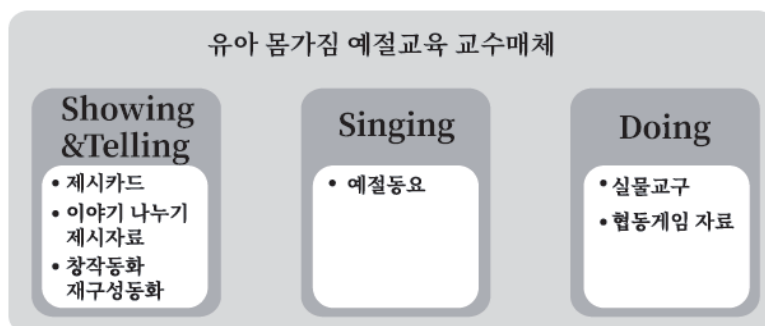 유아 몸가짐 예절교육 교수매체
Showing
&Telling
• 제시카드
• 이야기 나누기
제시자료
• 창작동화
재구성동화
Singing
• 예절동요
Doing
• 실물교구
• 협동게임 자료